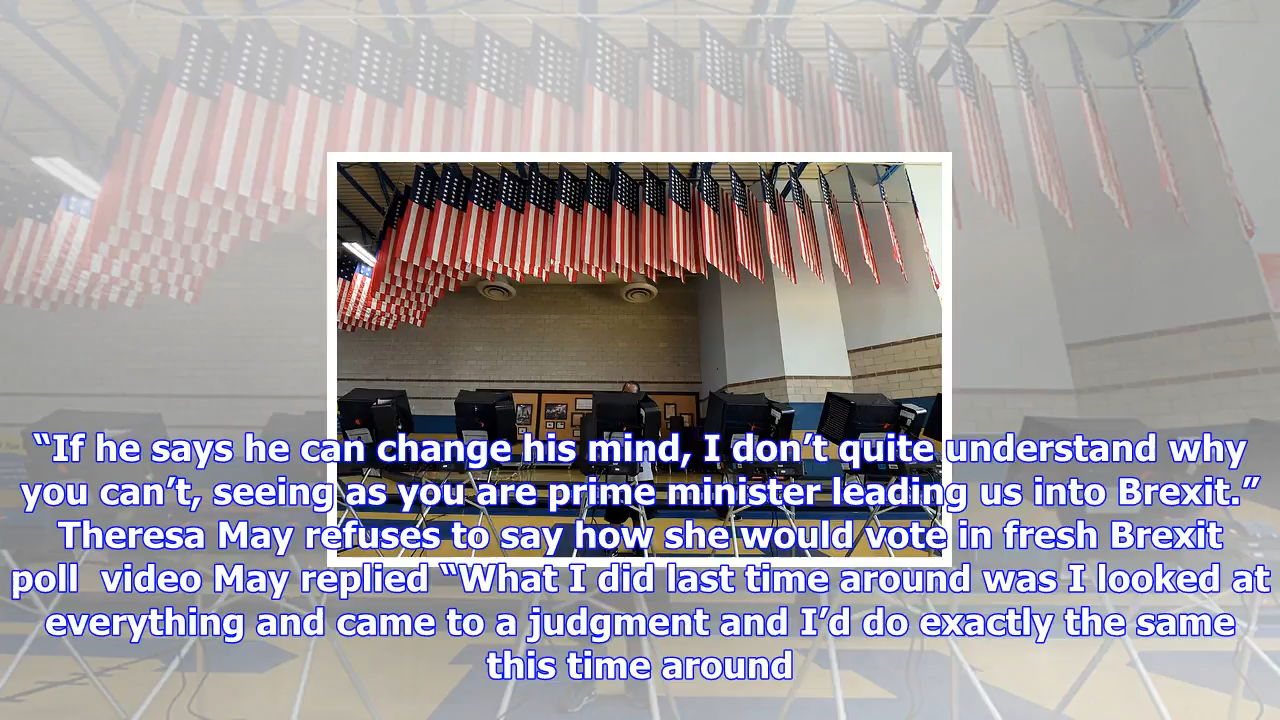 “If he says he can change his mind, I don’t quite understand why
you can’t, seeing as you are prime minister leading us into Brexit.”
Theresa May refuses to say how she would vote in fresh Brexit
poll  video May replied “What I did last time around was I looked at
everything and came to a judgment and I’d do exactly the same
this time around